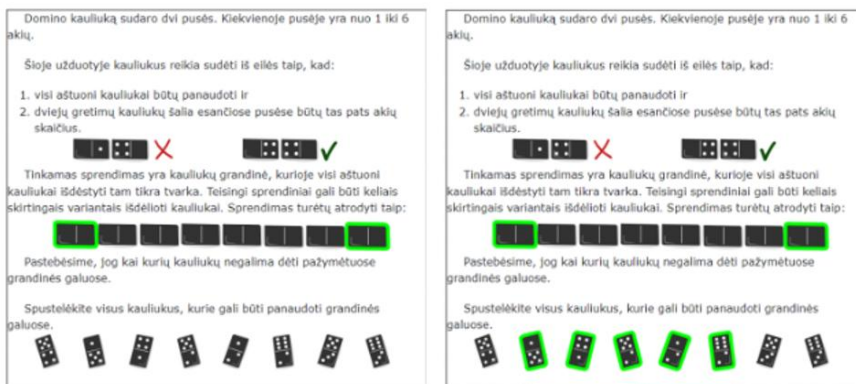 Domino kauliuką sudaro dvi pusės. Kiekvienoje pusėje yra nuo 1 iki 6
akių.
Šioje užduotyje kauliukus reikia sudėti iš eilės taip, kad:
1. visi aštuoni kauliukai būtų panaudoti ir
2. dviejų gretimų kauliukų šalia esančiose pusėse būtų tas pats akių
skaičius.
Tinkamas sprendimas yra kauliukų grandinė, kurioje visi aštuoni
kauliukai išdėstyti tam tikra tvarka. Teisingi sprendiniai gali būti keliais
skirtingais variantais išdėlioti kauliukai. Sprendimas turėtų atrodyti taip:
Pastebėsime, jog kai kurių kauliukų negalima dėti pažymėtuose
grandinės galuose.
Spustelėkite visus kauliukus, kurie gali būti panaudoti grandinės
galuose.
Domino kauliuką sudaro dvi pusės. Kiekvienoje pusėje yra nuo 1 iki 6
akių.
Šioje užduotyje kauliukus reikia sudėti iš eilės taip, kad:
1. visi aštuoni kauliukai būtų panaudoti ir
2. dviejų gretimų kauliukų šalia esančiose pusėse būtų tas pats akių
skaičius.
Tinkamas sprendimas yra kauliukų grandinė, kurioje visi aštuoni
kauliukai išdėstyti tam tikra tvarka. Teisingi sprendiniai gali būti keliais
skirtingais variantais išdėlioti kauliukai. Sprendimas turėtų atrodyti taip:
Pastebėsime, jog kai kurių kauliukų negalima dėti pažymėtuose
grandinės galuose.
Spustelėkite visus kauliukus, kurie gali būti panaudoti grandinės
galuose.